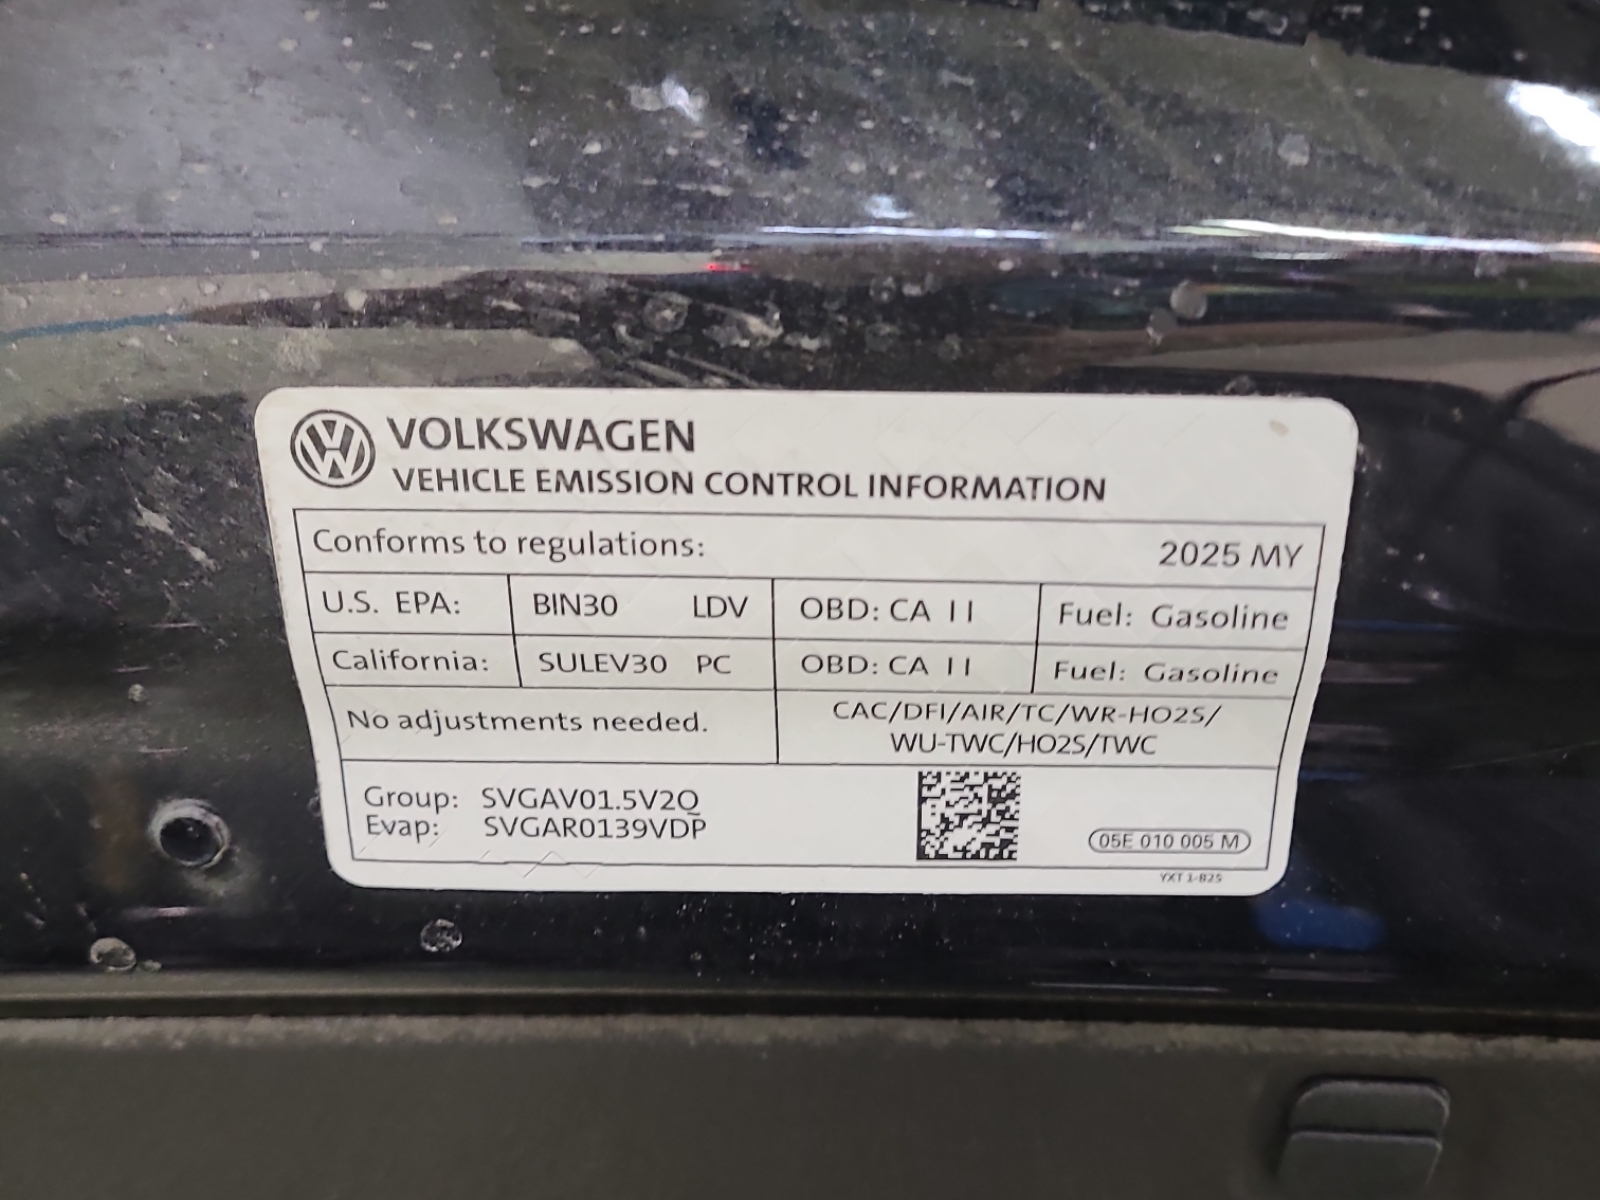 VOLKSWAGEN
VEHICLE EMISSION CONTROL INFORMATION
Conforms to regulations: 2025 MY
U.S. EPA: BIN30 LDV OBD: CA II Fuel: Gasoline
California: SULEV30 PC OBD: CA II Fuel: Gasoline
No adjustments needed. CAC/DFI/AIR/TC/WR-HO2S/
WU-TWC/HO2S/TWC
Group: SVGAV01.5V2Q
Evap: SVGAR0139VDP
05E 010 005 M
YXT 1-B25